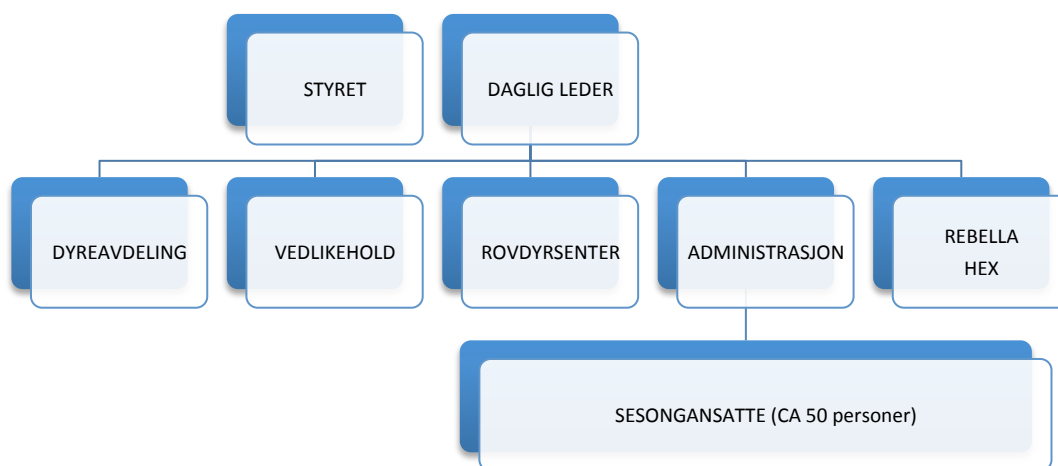 STYRET
DAGLIG LEDER
DYREAVDELING
VEDLIKEHOLD
ROVDYRSENTER
ADMINISTRASJON
REBELLA
HEX
SESONGANSATTE (CA 50 personer)